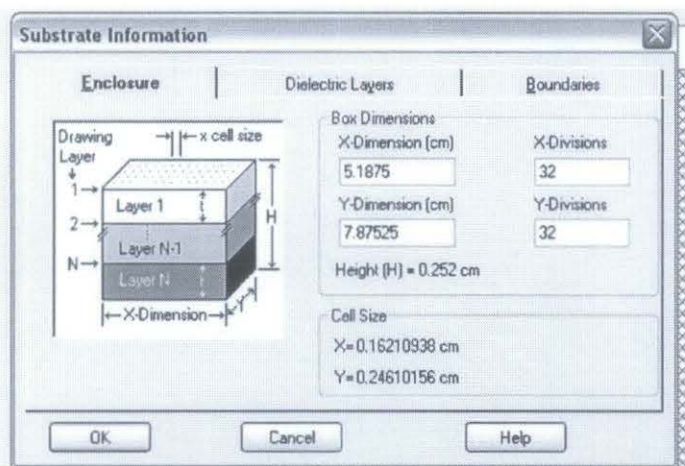 Substrate Information
Enclosure
Dielectric Layers
Boundaries
Drawing
Layer
x cell size
1
Layer 1
t
H
2
Layer N-1
N
Layer N
t
X-Dimension
Y
Box Dimensions
X-Dimension (cm)
X-Divisions
5.1875
32
Y-Dimension (cm)
Y-Divisions
7.87525
32
Height (H) = 0.252 cm
Cell Size
X=0.16210938 cm
Y=0.24610156 cm
OK
Cancel
Help